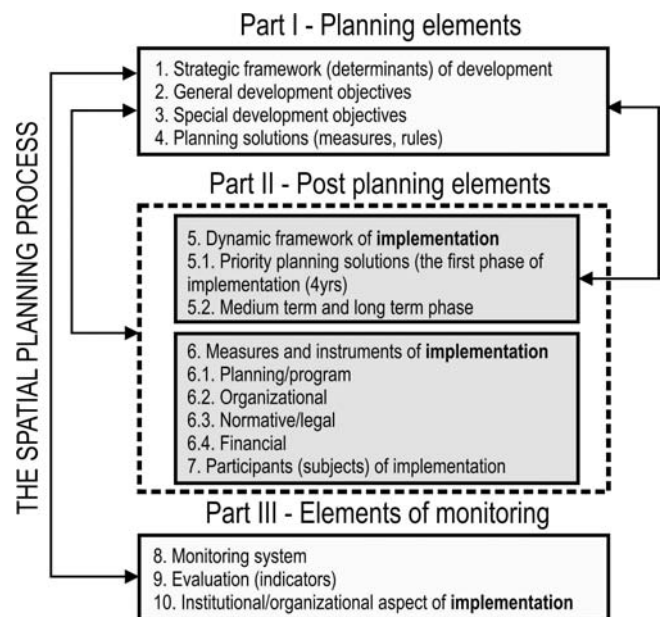 THE SPATIAL PLANNING PROCESS
Part I - Planning elements
1. Strategic framework (determinants) of development
2. General development objectives
3. Special development objectives
4. Planning solutions (measures, rules)
Part II - Post planning elements
5. Dynamic framework of implementation
5.1. Priority planning solutions (the first phase of
implementation (4yrs)
5.2. Medium term and long term phase
6. Measures and instruments of implementation
6.1. Planning/program
6.2. Organizational
6.3. Normative/legal
6.4. Financial
7. Participants (subjects) of implementation
Part III - Elements of monitoring
8. Monitoring system
9. Evaluation (indicators)
10. Institutional/organizational aspect of implementation